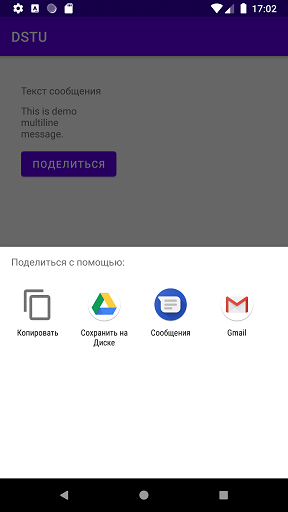 17:02
DSTU
Текст сообщения
This is demo
multiline
message.
ПОДЕЛИТЬСЯ
Поделиться с помощью:
Копировать
Сохранить на
Диске
Сообщения
Gmail